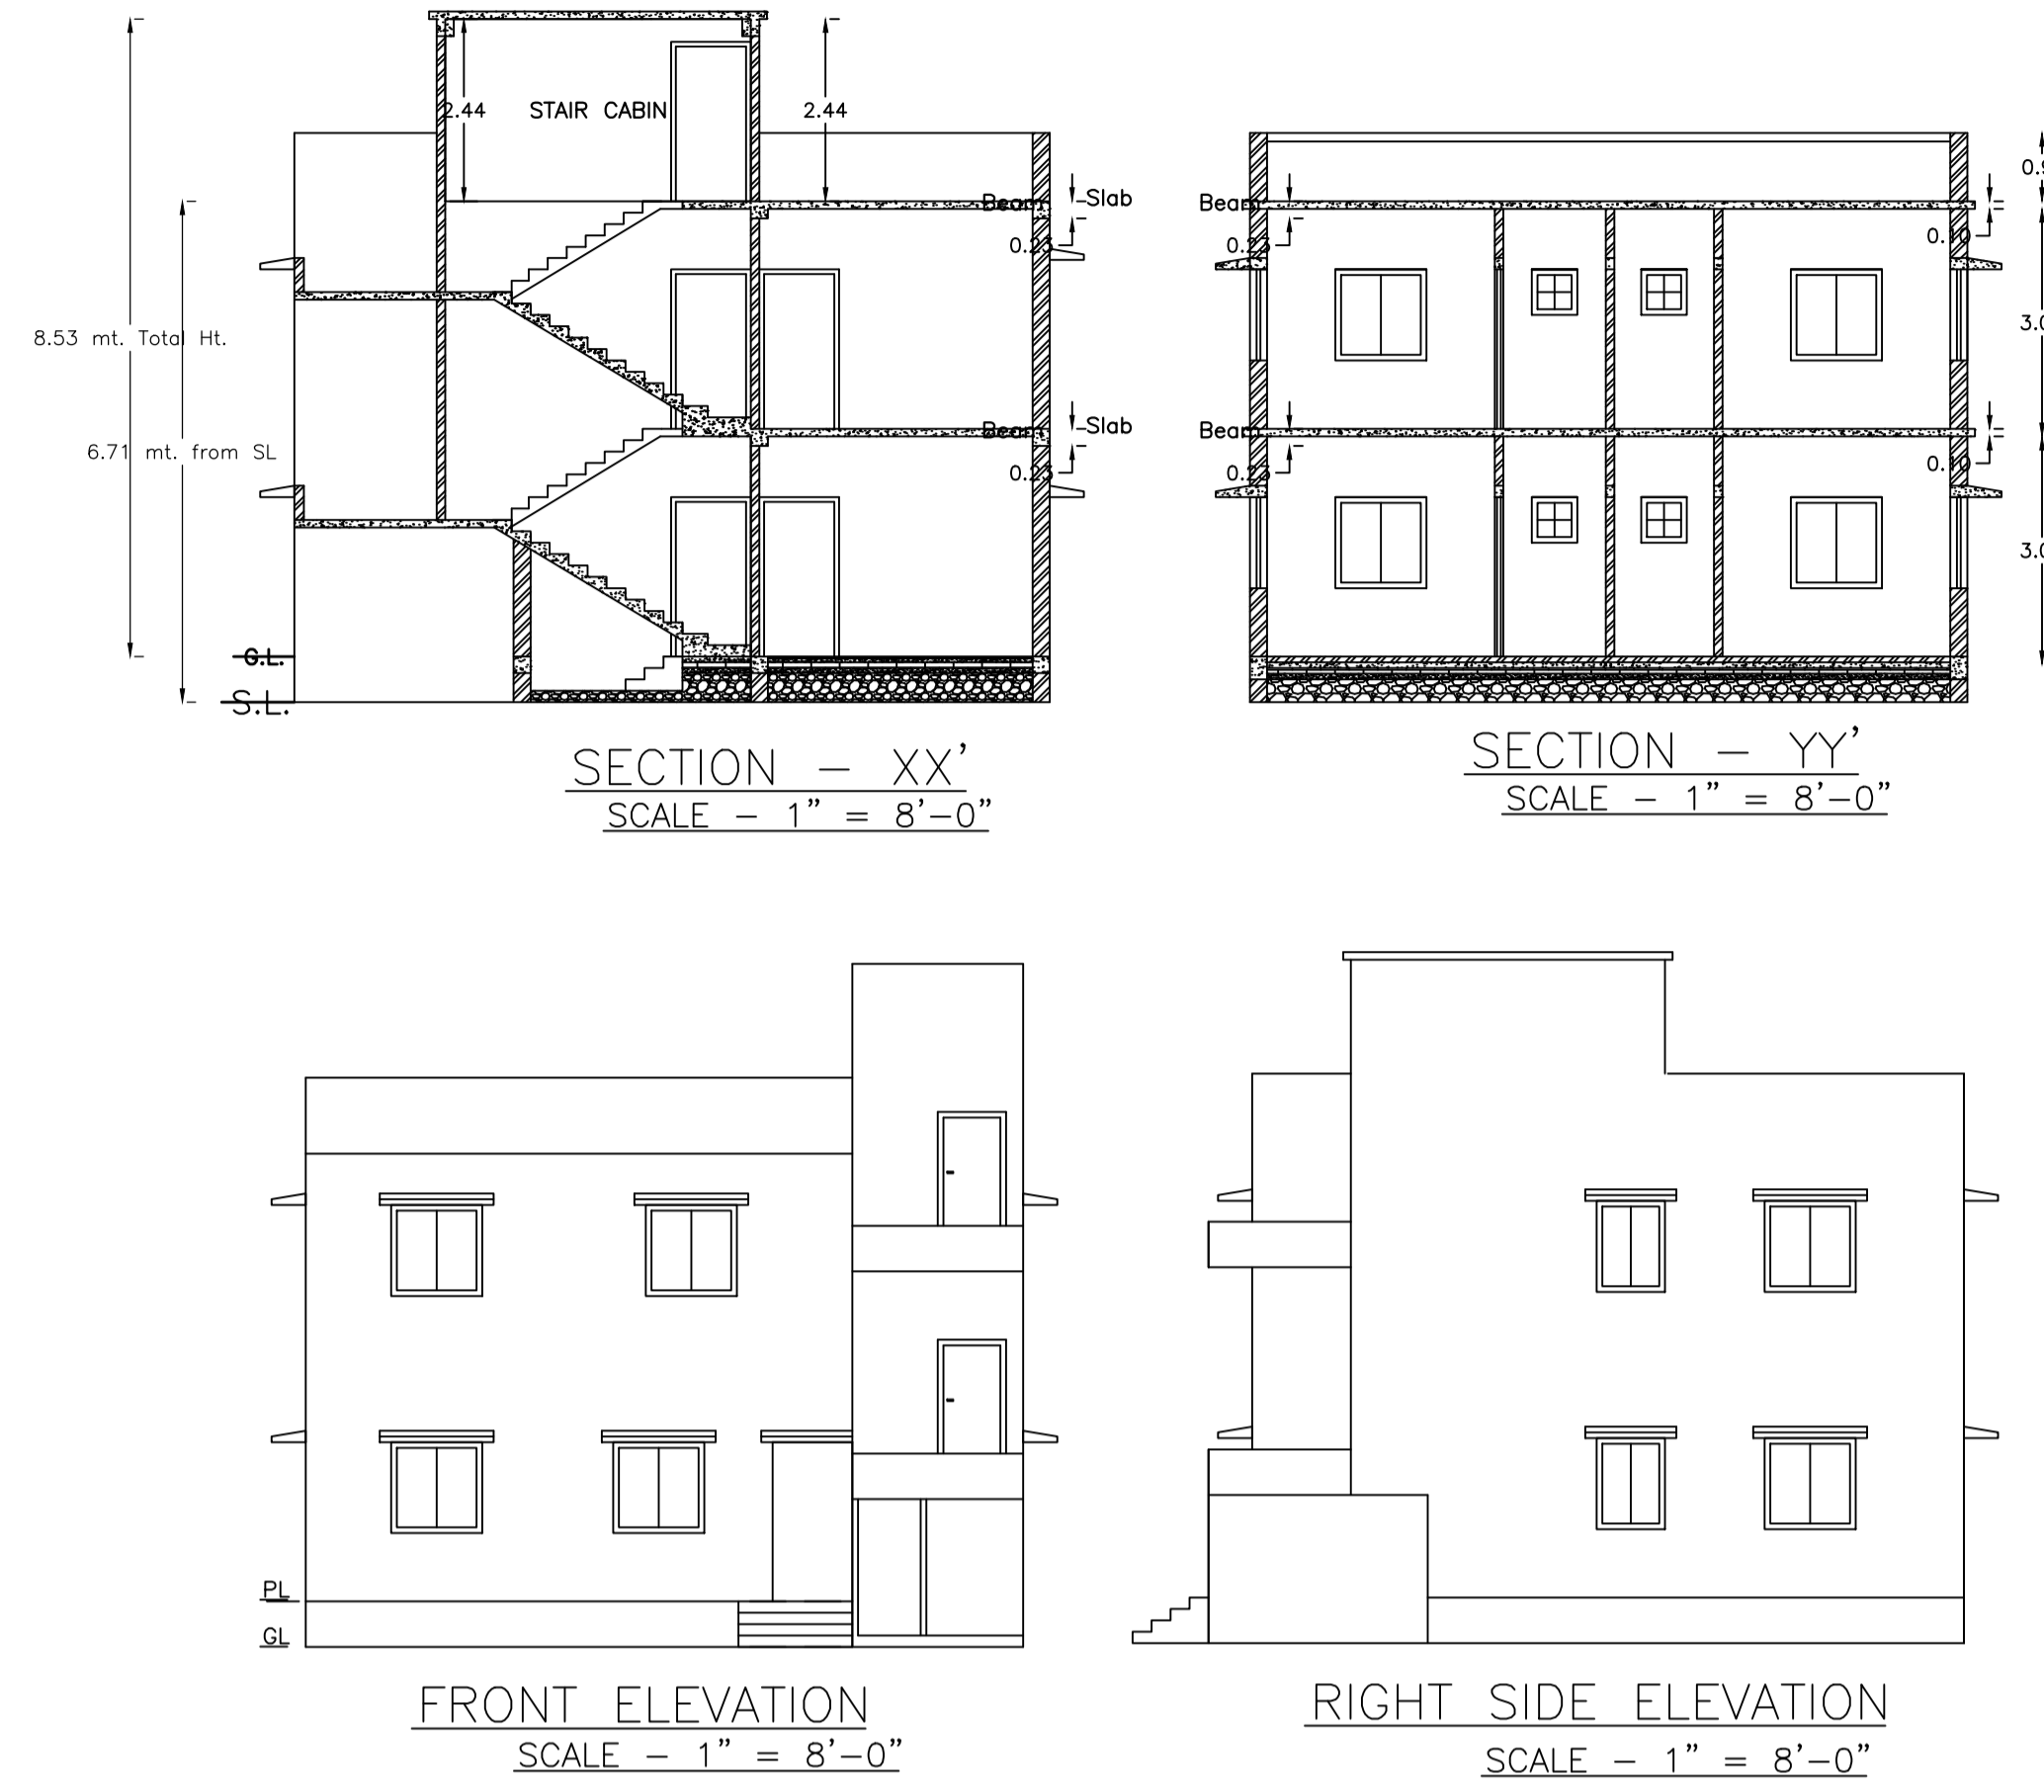 2.44 STAIR CABIN 2.44
Beam Slab
0.23
8.53 mt. Total Ht.
Beam Slab
6.71 mt. from SL
0.23
G.L.
S.L.
SECTION - XX'
SCALE - 1" = 8'-0"
Beam
0.23
0.10
Beam
0.23
0.10
SECTION - YY'
SCALE - 1" = 8'-0"
PL
GL
FRONT ELEVATION
SCALE - 1" = 8'-0"
RIGHT SIDE ELEVATION
SCALE - 1" = 8'-0"